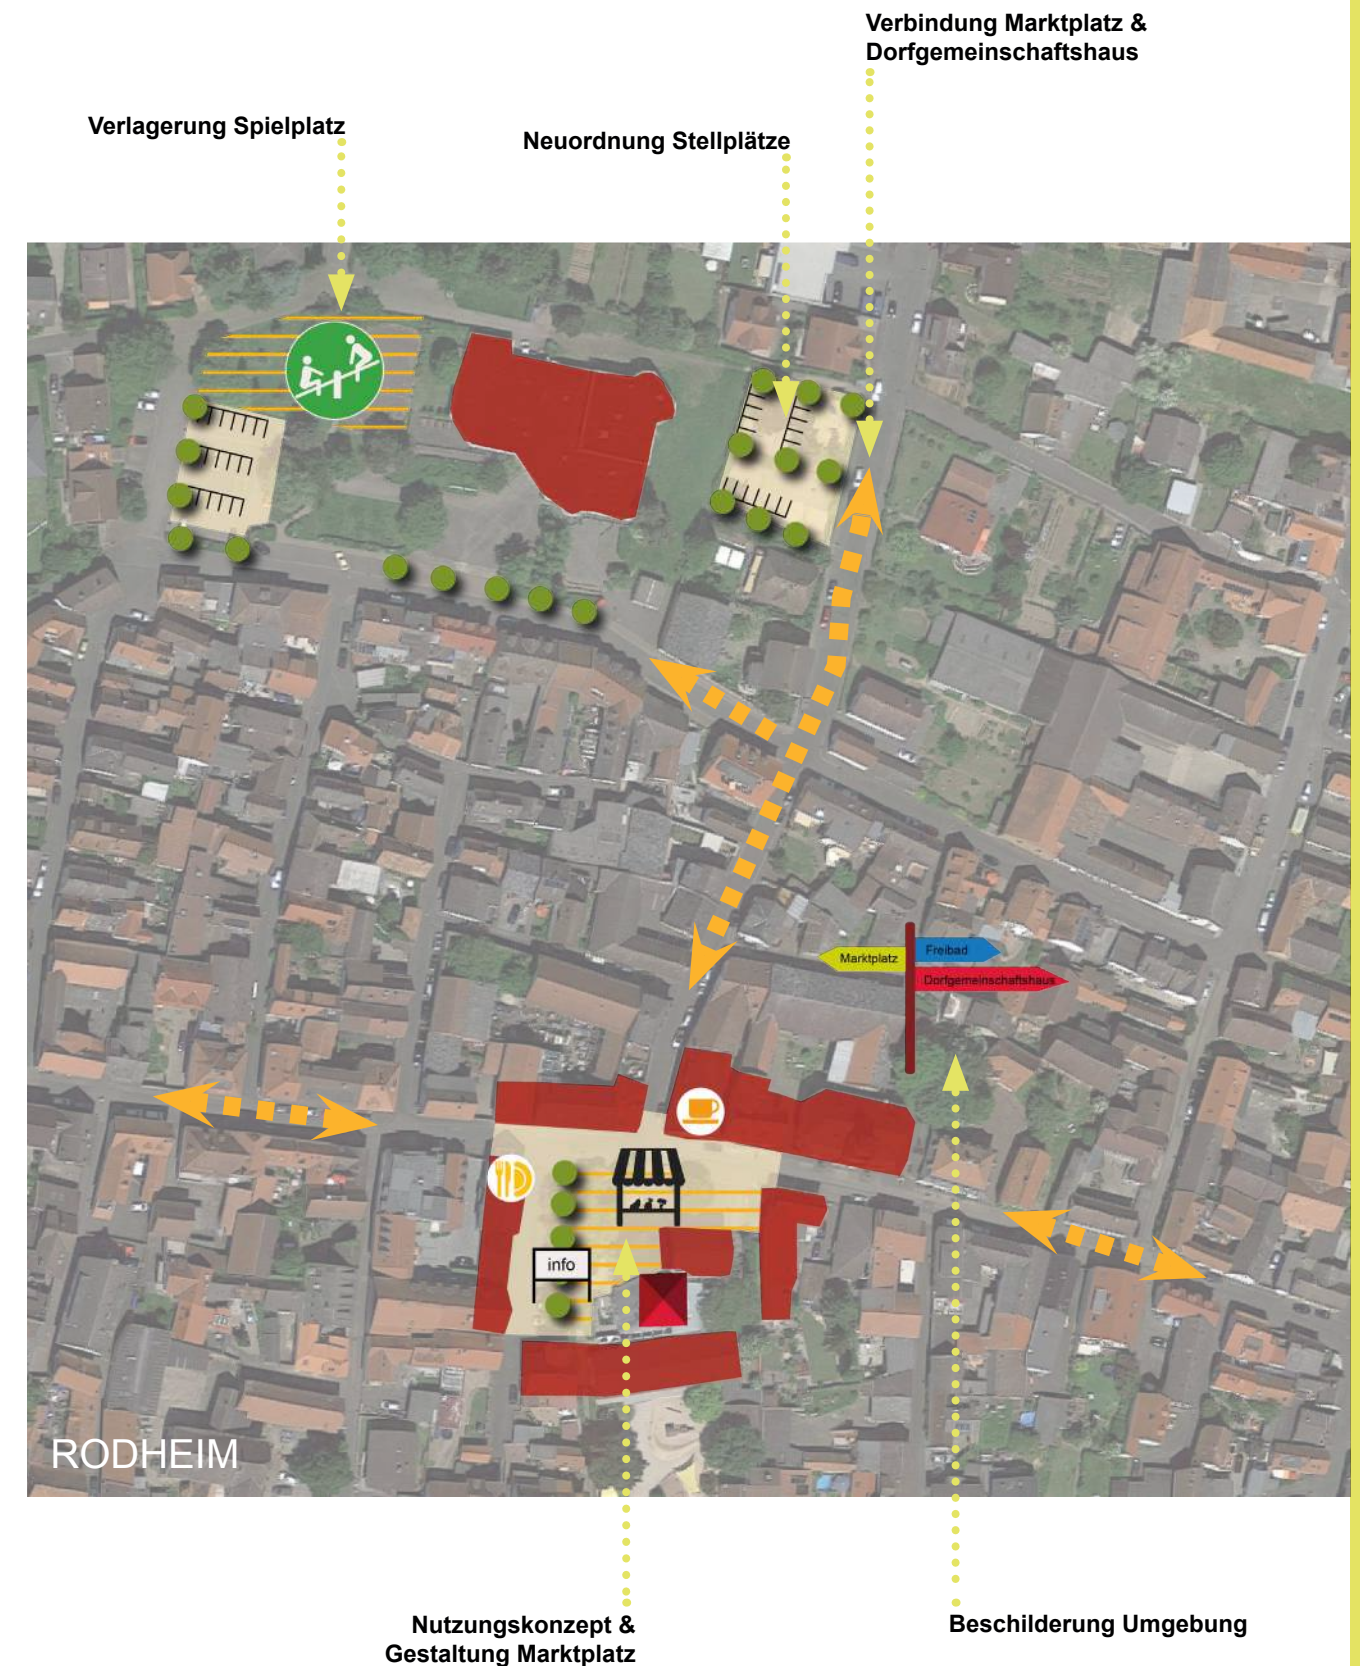 Verbindung Marktplatz &
Dorfgemeinschaftshaus
Verlagerung Spielplatz
Neuordnung Stellplätze
Marktplatz
Freibad
Dorfgemeinschaftshaus
info
RODHEIM
Nutzungskonzept &
Gestaltung Marktplatz
Beschilderung Umgebung